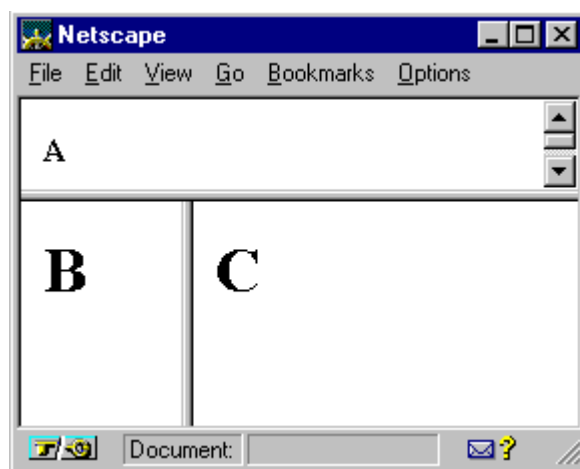 Netscape
File Edit View Go Bookmarks Options
A
B C
Document: ?